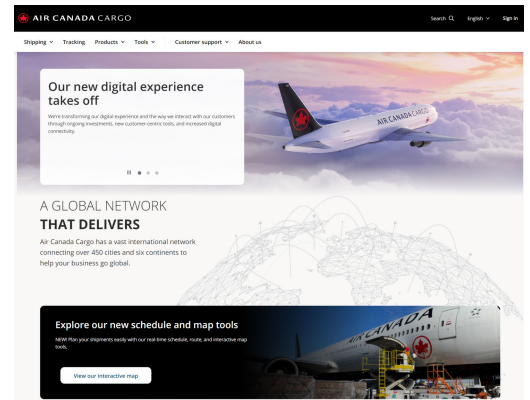 AIR CANADA CARGO
Search
English
Sign in
Shipping
Tracking
Products
Tools
Customer support
About us
Our new digital experience
takes off
We're transforming our digital experience and the way we interact with our customers
through ongoing investments, new customer-centric tools, and increased digital
connectivity.
AIR CANADA CARGO
A GLOBAL NETWORK
THAT DELIVERS
Air Canada Cargo has a vast international network
connecting over 450 cities and six continents to
help your business go global.
Explore our new schedule and map tools
NEW! Plan your shipments easily with our real-time schedule, route, and interactive map
tools.
View our interactive map
AIR CANADA